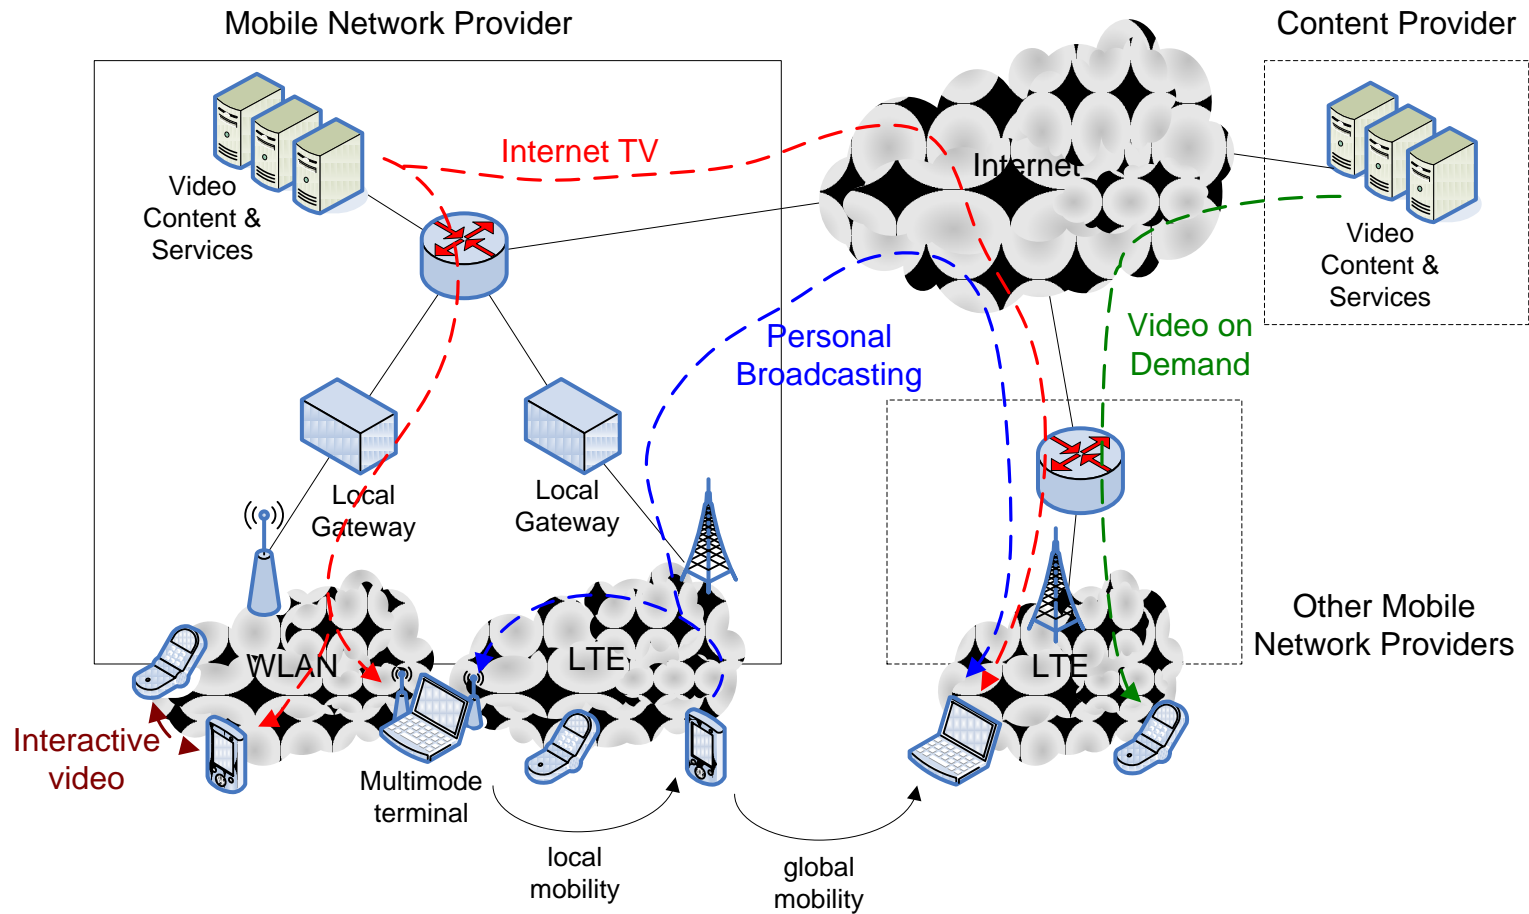 Mobile Network Provider
Content Provider
Internet TV
Internet
Video
Content &
Services
Video
Content &
Services
Personal
Broadcasting
Video on
Demand
Local
Gateway
Local
Gateway
WLAN
LTE
LTE
Other Mobile
Network Providers
Interactive
video
Multimode
terminal
local
mobility
global
mobility